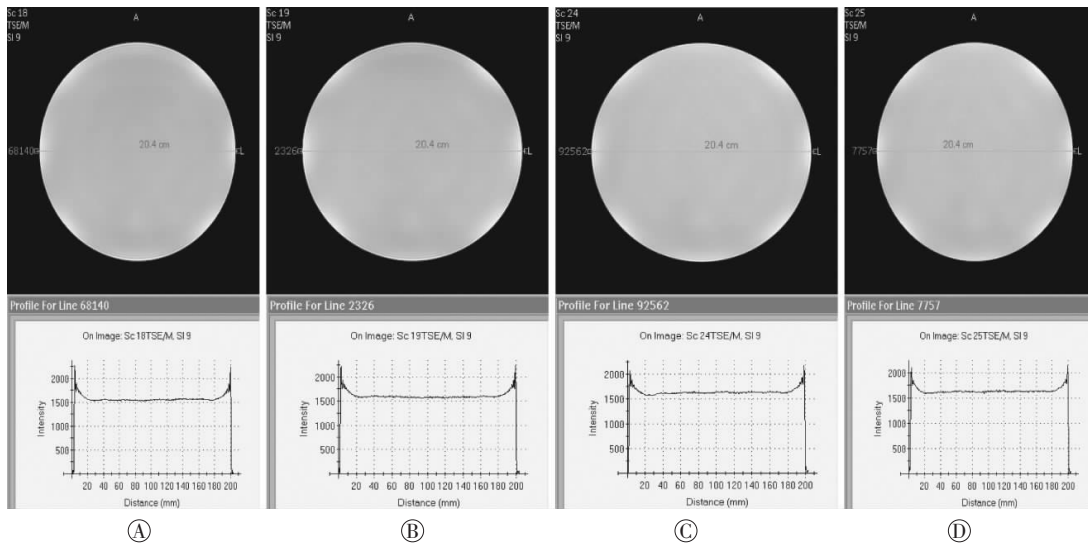 Sc 18
TSE/M
SI 9
A
20.4 cm
68140
L
Profile For Line 68140
On Image: Sc 18TSE/M, SI 9
Intensity
2000
1500
1000
500
20 40 60 80 100 120 140 160 180 200
Distance (mm)
Ⓐ
Sc 19
TSE/M
SI 9
A
20.4 cm
2326
L
Profile For Line 2326
On Image: Sc 19TSE/M, SI 9
Intensity
2000
1500
1000
500
20 40 60 80 100 120 140 160 180 200
Distance (mm)
Ⓑ
Sc 24
TSE/M
SI 9
A
20.4 cm
92562
L
Profile For Line 92562
On Image: Sc 24TSE/M, SI 9
Intensity
2000
1500
1000
500
20 40 60 80 100 120 140 160 180 200
Distance (mm)
Ⓒ
Sc 25
TSE/M
SI 9
A
20.4 cm
7757
L
Profile For Line 7757
On Image: Sc 25TSE/M, SI 9
Intensity
2000
1500
1000
500
20 40 60 80 100 120 140 160 180 200
Distance (mm)
Ⓓ